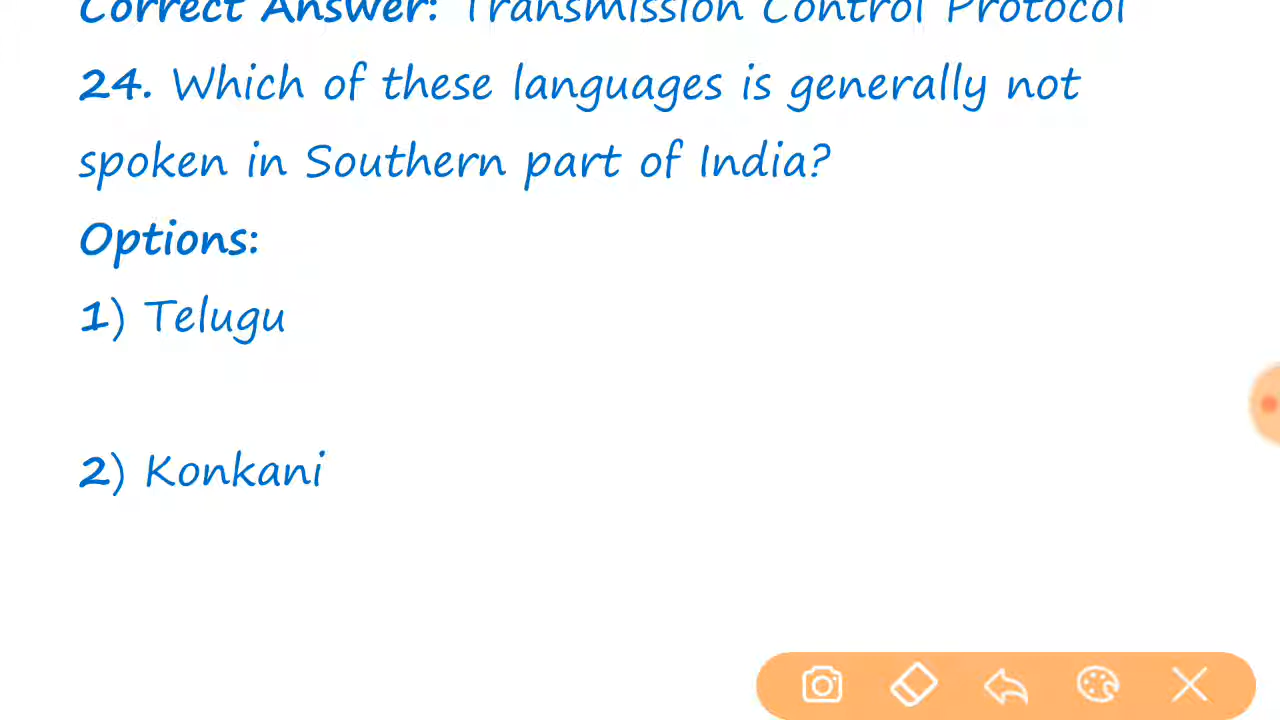 Correct Answer: Transmission Control Protocol
24. Which of these languages is generally not
spoken in Southern part of India?
Options:
1) Telugu
2) Konkani